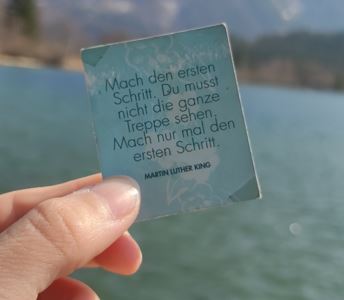 Mach den ersten
Schritt. Du musst
nicht die ganze
Treppe sehen.
Mach nur mal den
ersten Schritt.
MARTIN LUTHER KING